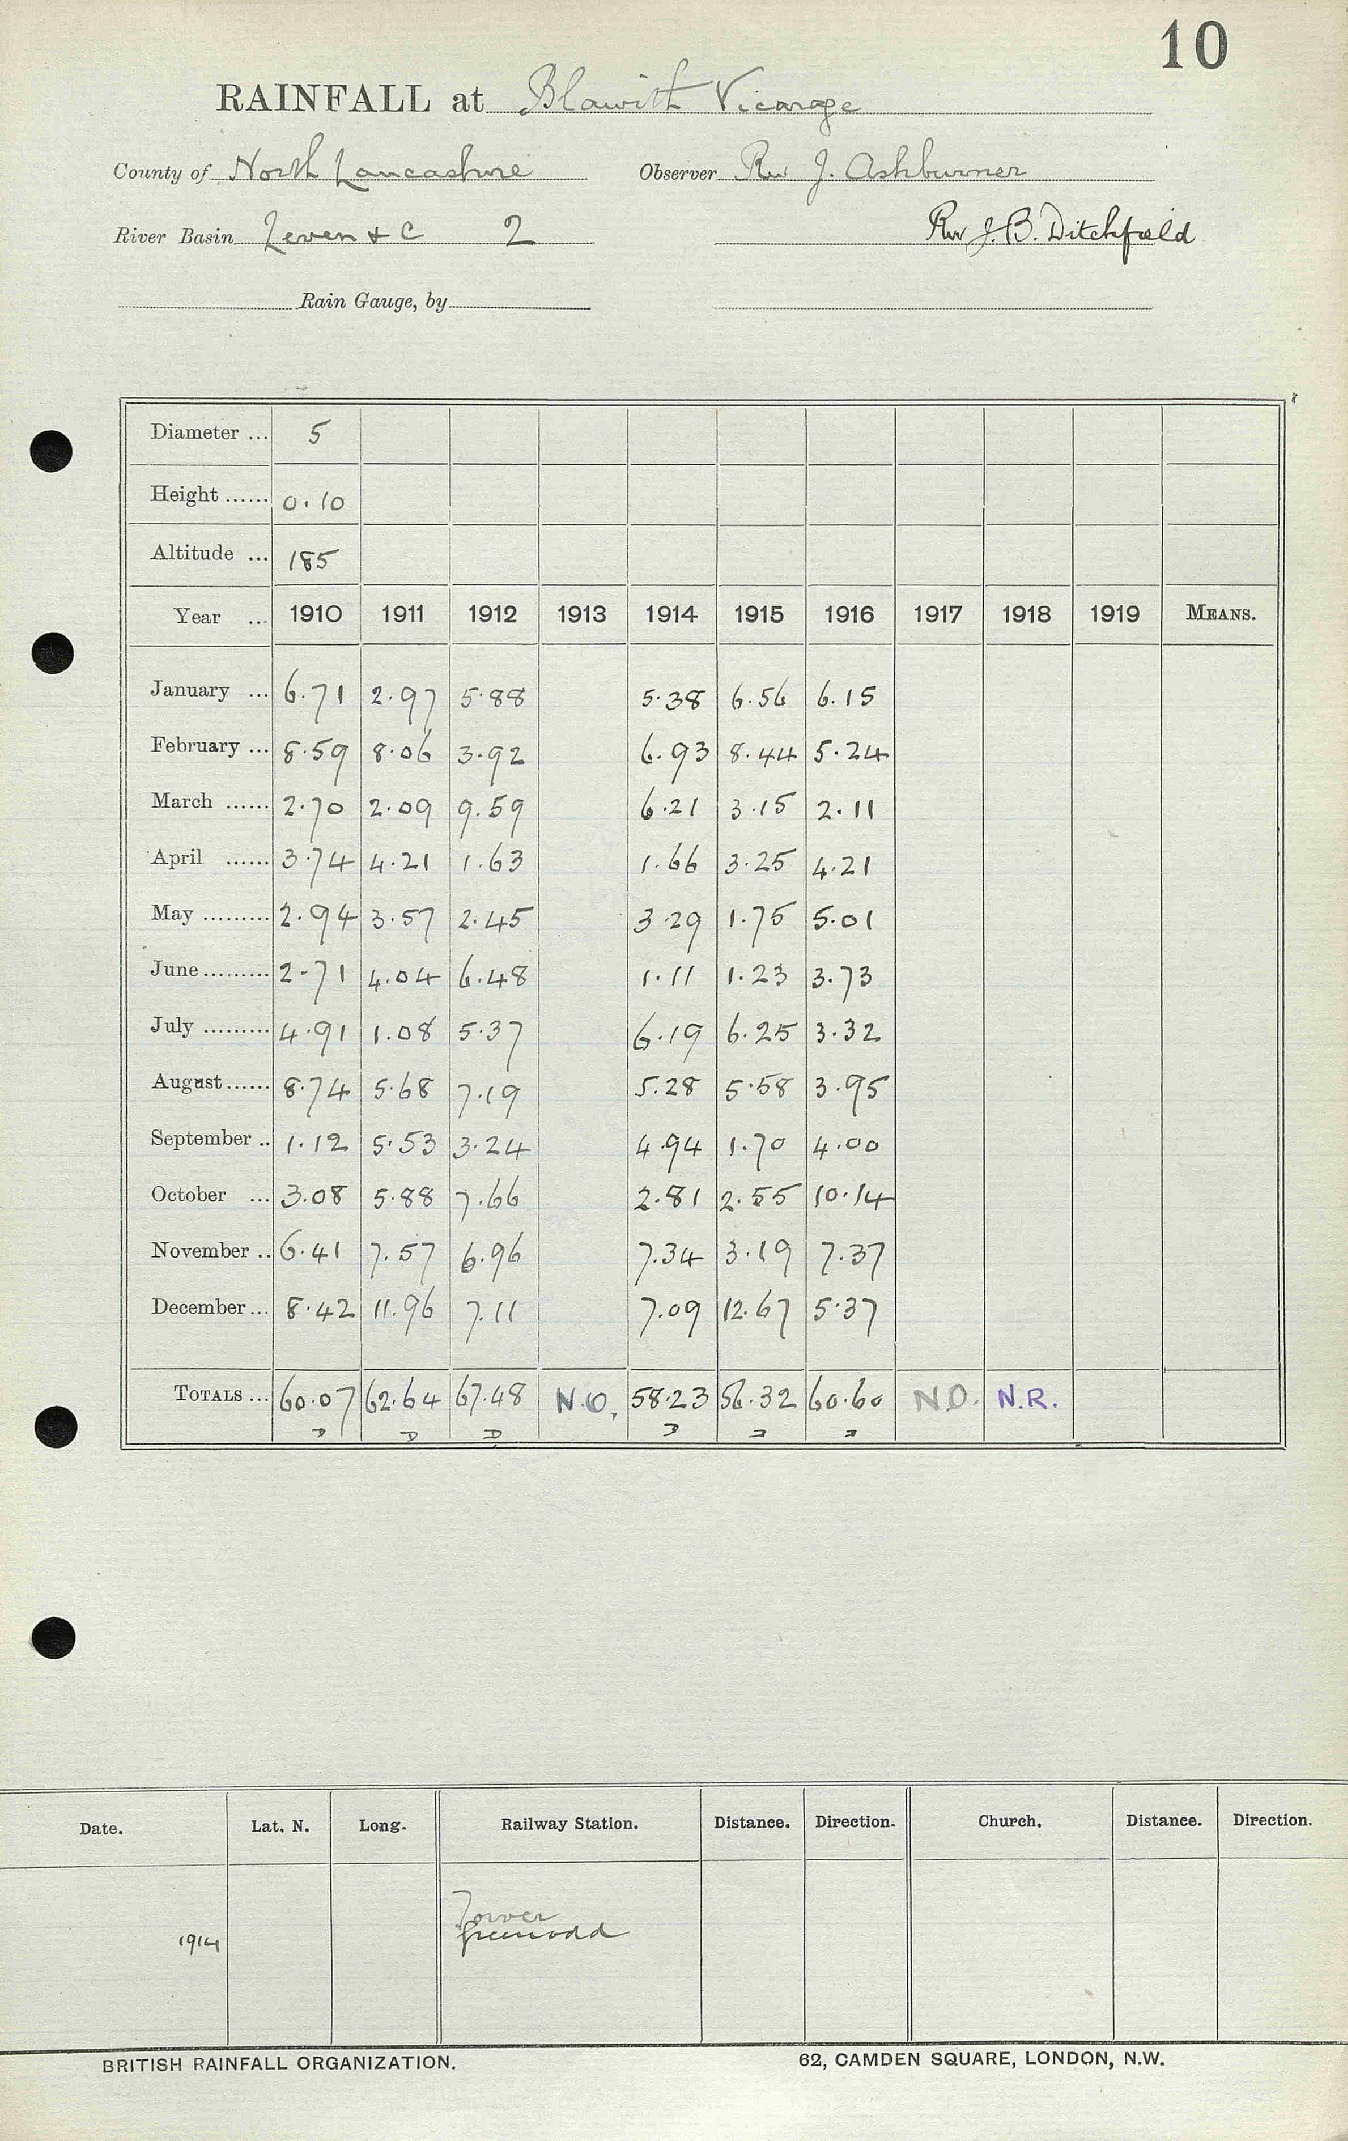 10
RAINFALL at Blawith Vicarage
County of North Lancashire Observer Rev J. Ashburner
River Basin Leven & C 2 Rev J. B. Ditchfield
Rain Gauge, by
Diameter ... 5
Height ...... 0.10
Altitude ... 185
Year ... 1910 1911 1912 1913 1914 1915 1916 1917 1918 1919 MEANS.
January ... 6.71 2.97 5.88 5.38 6.56 6.15
February ... 8.59 8.06 3.92 6.93 8.44 5.24
March ...... 2.70 2.09 9.59 6.21 3.15 2.11
April ...... 3.74 4.21 1.63 1.66 3.25 4.21
May ......... 2.94 3.57 2.45 3.29 1.75 5.01
June ......... 2.71 4.04 6.48 1.11 1.23 3.73
July ......... 4.91 1.08 5.37 6.19 6.25 3.32
August ...... 8.74 5.68 7.19 5.28 5.58 3.95
September .. 1.12 5.53 3.24 4.94 1.70 4.00
October ... 3.08 5.88 7.66 2.81 2.55 10.14
November .. 6.41 7.57 6.96 7.34 3.19 7.37
December ... 8.42 11.96 7.11 7.09 12.67 5.37
TOTALS ... 60.07 62.64 67.48 N.O. 58.23 56.32 60.60 N.O. N.R.
Date. Lat. N. Long. Railway Station. Distance. Direction. Church. Distance. Direction.
Torver
1914 Greenodd
BRITISH RAINFALL ORGANIZATION. 62, CAMDEN SQUARE, LONDON, N.W.